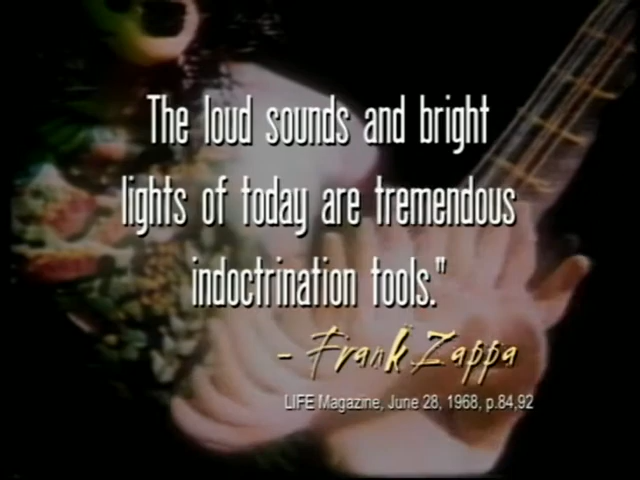 The loud sounds and bright
lights of today are tremendous
indoctrination tools."
- Frank Zappa
LIFE Magazine, June 28, 1968, p.84,92